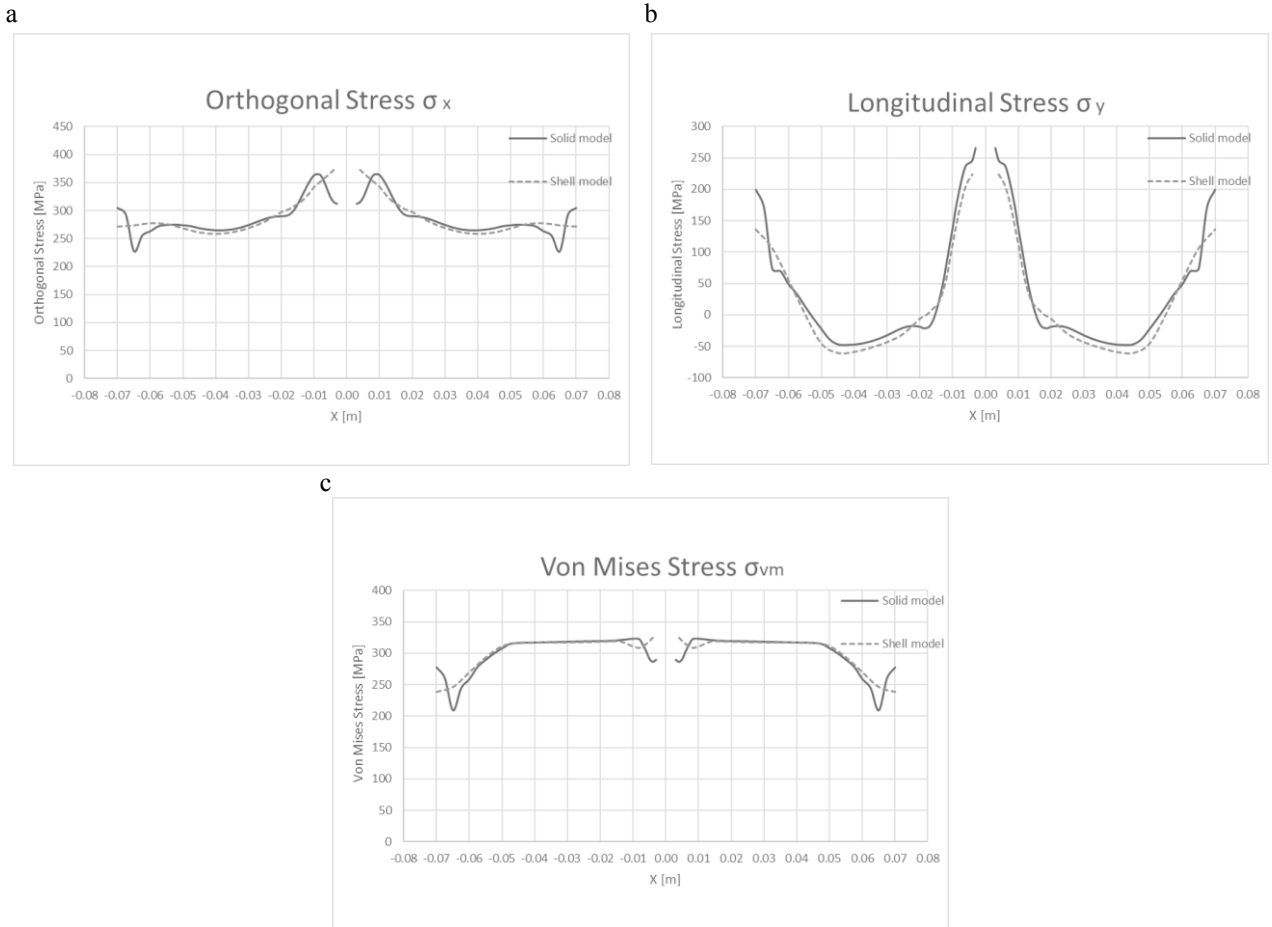 a
Orthogonal Stress σ x
450
400
350
300
250
200
150
100
50
0
Orthogonal Stress [MPa]
-0.08 -0.07 -0.06 -0.05 -0.04 -0.03 -0.02 -0.01 0.00 0.01 0.02 0.03 0.04 0.05 0.06 0.07 0.08
X [m]
Solid model
Shell model
b
Longitudinal Stress σ y
300
250
200
150
100
50
0
-50
-100
Longitudinal Stress [MPa]
-0.08 -0.07 -0.06 -0.05 -0.04 -0.03 -0.02 -0.01 0.00 0.01 0.02 0.03 0.04 0.05 0.06 0.07 0.08
X [m]
Solid model
Shell model
c
Von Mises Stress σvm
400
350
300
250
200
150
100
50
0
Von Mises Stress [MPa]
-0.08 -0.07 -0.06 -0.05 -0.04 -0.03 -0.02 -0.01 0.00 0.01 0.02 0.03 0.04 0.05 0.06 0.07 0.08
X [m]
Solid model
Shell model